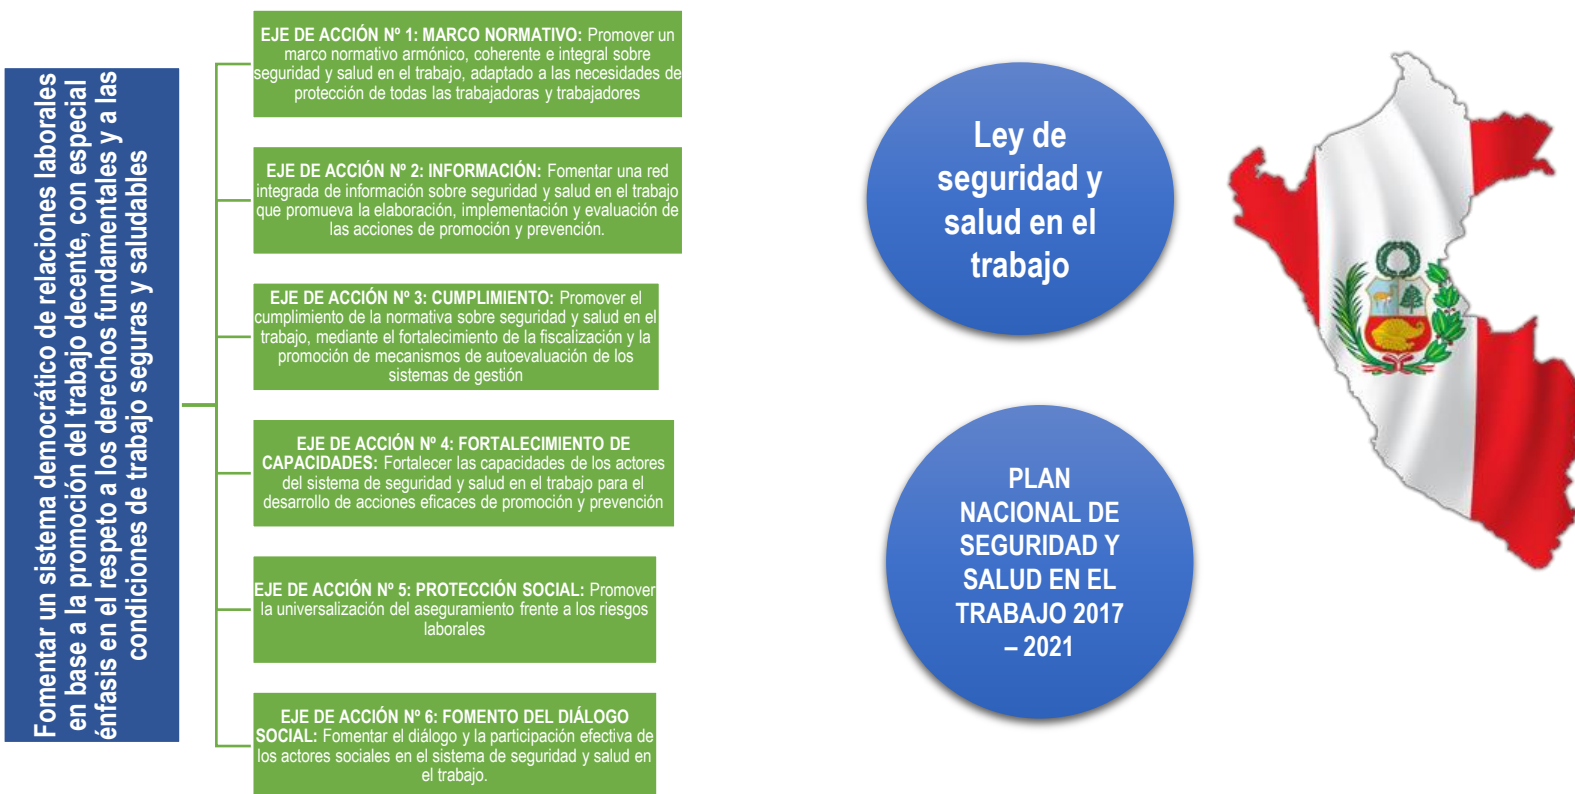 Fomentar un sistema democrático de relaciones laborales
en base a la promoción del trabajo decente, con especial
énfasis en el respeto a los derechos fundamentales y a las
condiciones de trabajo seguras y saludables
EJE DE ACCIÓN Nº 1: MARCO NORMATIVO: Promover un
marco normativo armónico, coherente e integral sobre
seguridad y salud en el trabajo, adaptado a las necesidades de
protección de todas las trabajadoras y trabajadores
EJE DE ACCIÓN Nº 2: INFORMACIÓN: Fomentar una red
integrada de información sobre seguridad y salud en el trabajo
que promueva la elaboración, implementación y evaluación de
las acciones de promoción y prevención.
EJE DE ACCIÓN Nº 3: CUMPLIMIENTO: Promover el
cumplimiento de la normativa sobre seguridad y salud en el
trabajo, mediante el fortalecimiento de la fiscalización y la
promoción de mecanismos de autoevaluación de los
sistemas de gestión
EJE DE ACCIÓN Nº 4: FORTALECIMIENTO DE
CAPACIDADES: Fortalecer las capacidades de los actores
del sistema de seguridad y salud en el trabajo para el
desarrollo de acciones eficaces de promoción y prevención
EJE DE ACCIÓN Nº 5: PROTECCIÓN SOCIAL: Promover
la universalización del aseguramiento frente a los riesgos
laborales
EJE DE ACCIÓN Nº 6: FOMENTO DEL DIÁLOGO
SOCIAL: Fomentar el diálogo y la participación efectiva de
los actores sociales en el sistema de seguridad y salud en
el trabajo.
Ley de
seguridad y
salud en el
trabajo
PLAN
NACIONAL DE
SEGURIDAD Y
SALUD EN EL
TRABAJO 2017
– 2021